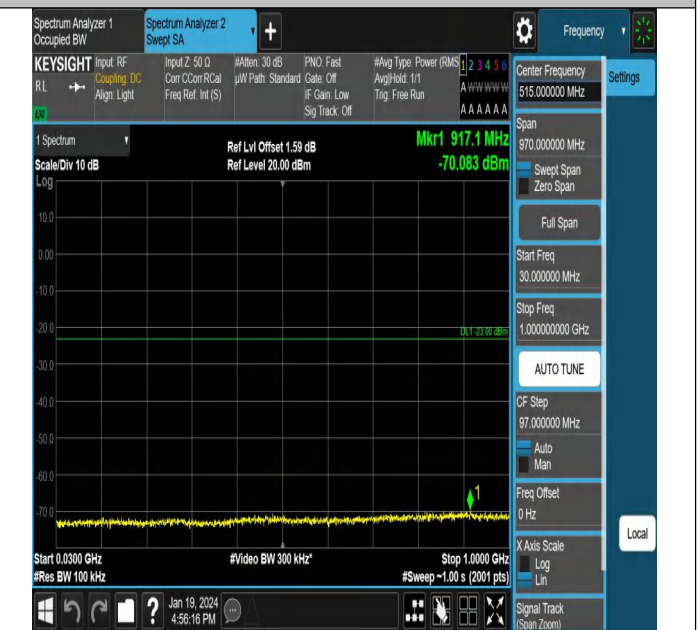 Spectrum Analyzer 1
Occupied BW
Spectrum Analyzer 2
Swept SA
+
Frequency
KEYSIGHT
RL
LXI
Input: RF
Coupling: DC
Align: Light
Input Z: 50 Ω
Corr CCorr RCal
Freq Ref: Int (S)
#Atten: 30 dB
µW Path: Standard
PNO: Fast
Gate: Off
IF Gain: Low
Sig Track: Off
#Avg Type: Power (RMS
Avg|Hold: 1/1
Trig: Free Run
1 2 3 4 5 6
A W W W W W
A A A A A A
1 Spectrum
Scale/Div 10 dB
Log
Ref Lvl Offset 1.59 dB
Ref Level 20.00 dBm
Mkr1 917.1 MHz
-70.083 dBm
10.0
0.00
-10.0
-20.0
-30.0
-40.0
-50.0
-60.0
-70.0
DL1 -23.00 dBm
1
Start 0.0300 GHz
#Res BW 100 kHz
#Video BW 300 kHz*
Stop 1.0000 GHz
#Sweep ~1.00 s (2001 pts)
Jan 19, 2024
4:56:16 PM
?
Center Frequency
515.000000 MHz
Span
970.000000 MHz
Swept Span
Zero Span
Full Span
Start Freq
30.000000 MHz
Stop Freq
1.00000000 GHz
AUTO TUNE
CF Step
97.000000 MHz
Auto
Man
Freq Offset
0 Hz
X Axis Scale
Log
Lin
Signal Track
(Span Zoom)
Settings
Local